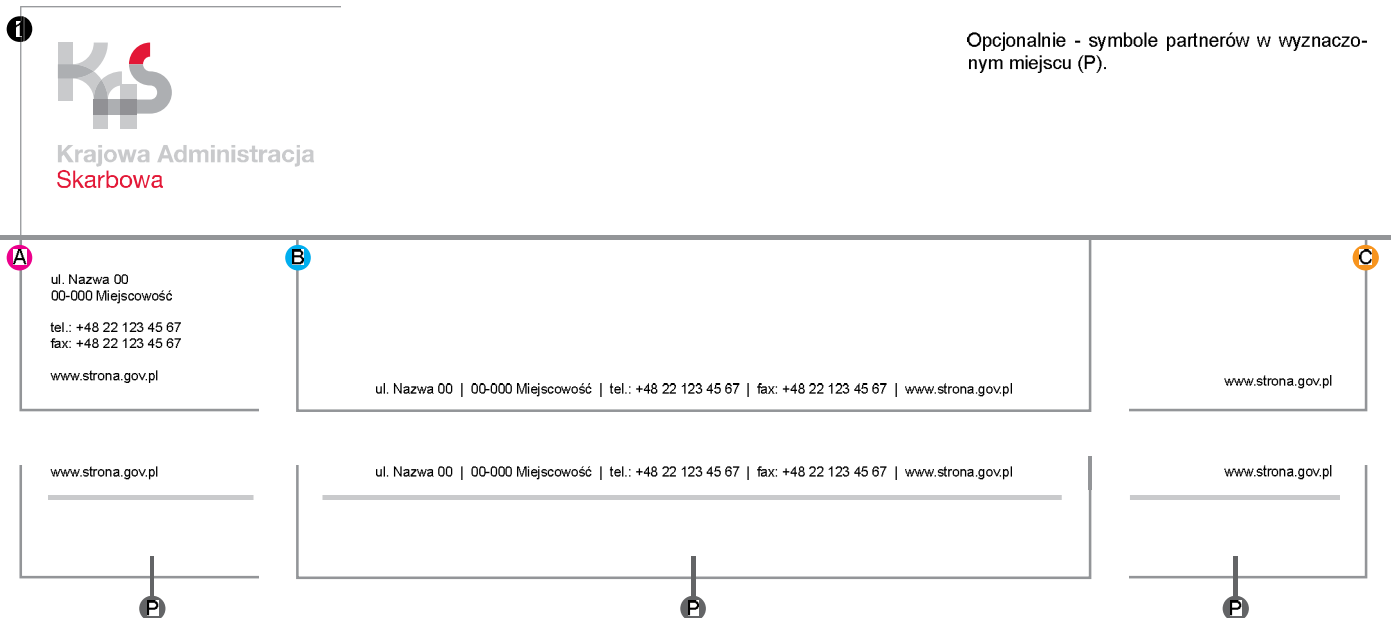 i
KAS
Krajowa Administracja
Skarbowa
Opcjonalnie - symbole partnerów w wyznaczo-
nym miejscu (P).
A
ul. Nazwa 00
00-000 Miejscowość
tel.: +48 22 123 45 67
fax: +48 22 123 45 67
www.strona.gov.pl
B
ul. Nazwa 00 | 00-000 Miejscowość | tel.: +48 22 123 45 67 | fax: +48 22 123 45 67 | www.strona.gov.pl
C
www.strona.gov.pl
www.strona.gov.pl
ul. Nazwa 00 | 00-000 Miejscowość | tel.: +48 22 123 45 67 | fax: +48 22 123 45 67 | www.strona.gov.pl
www.strona.gov.pl
P
P
P